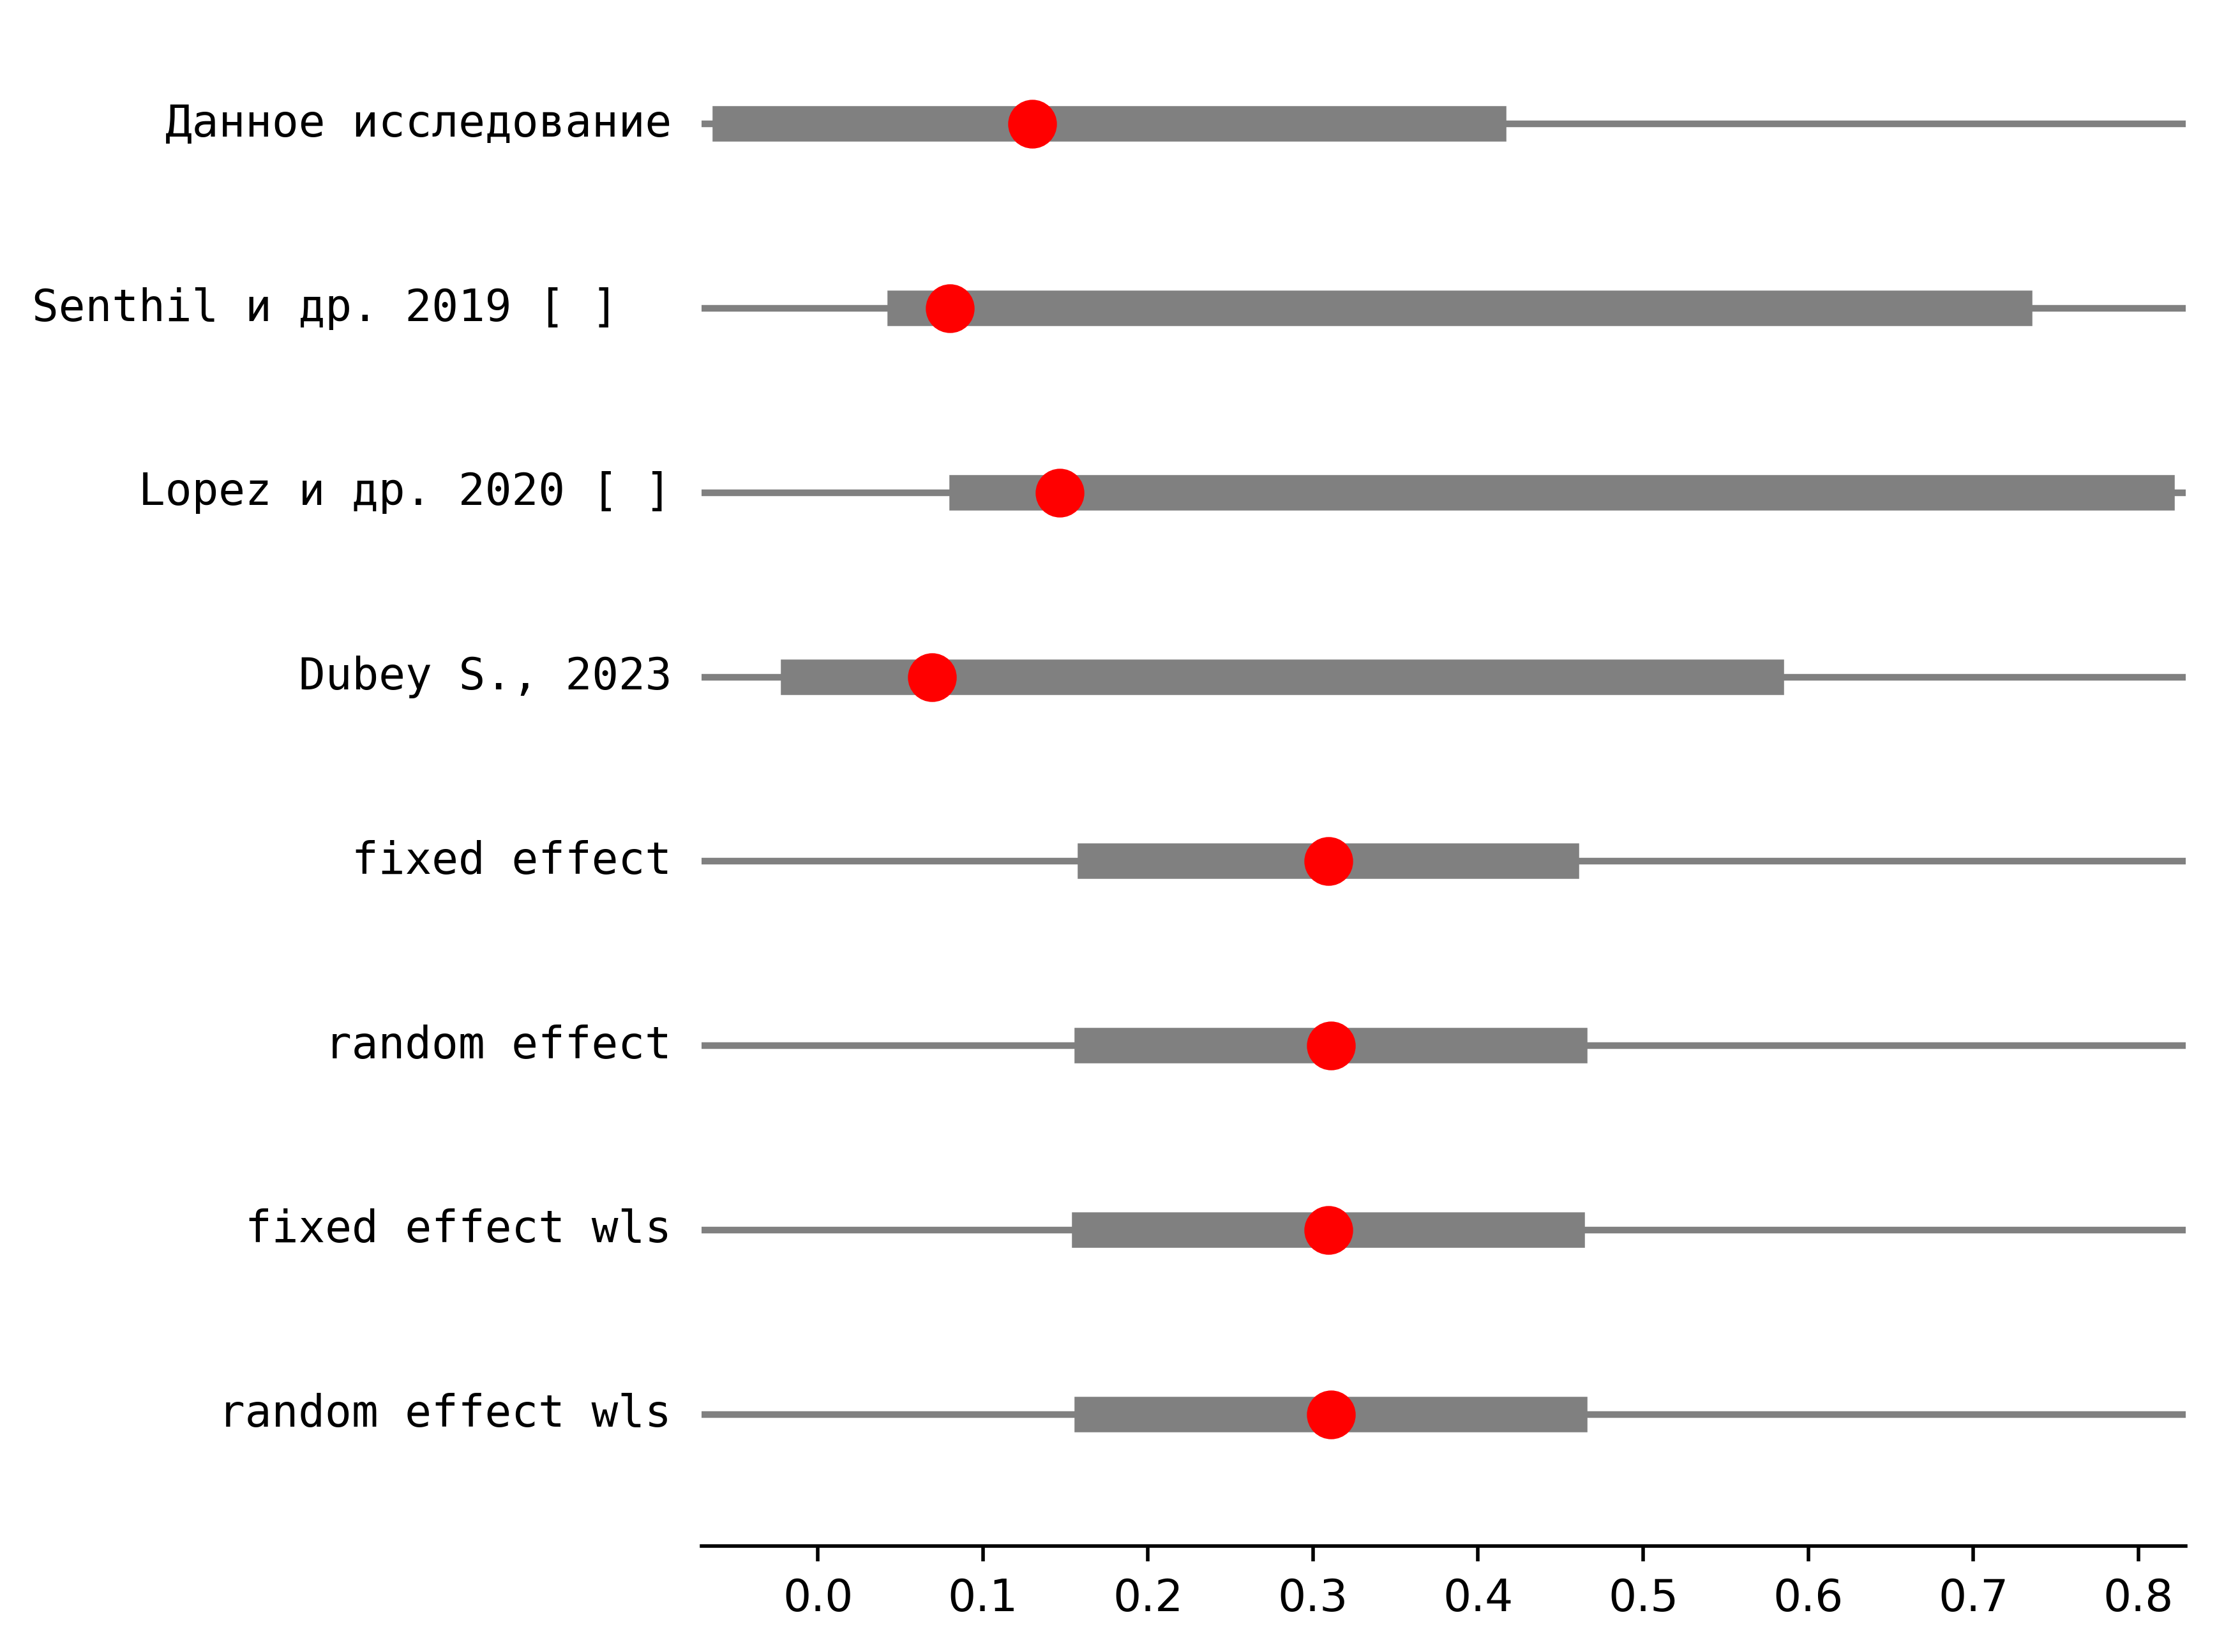 Данное исследование
Senthil и др. 2019 [ ]
Lopez и др. 2020 [ ]
Dubey S., 2023
fixed effect
random effect
fixed effect wls
random effect wls
0.0 0.1 0.2 0.3 0.4 0.5 0.6 0.7 0.8